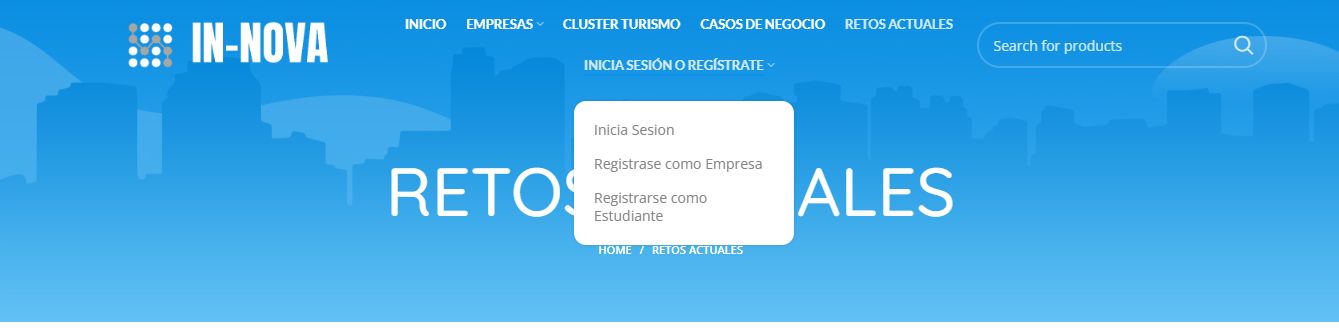 IN-NOVA
INICIO EMPRESAS CLUSTER TURISMO CASOS DE NEGOCIO RETOS ACTUALES
Search for products
INICIA SESIÓN O REGÍSTRATE
Inicia Sesion
Registrase como Empresa
Registrarse como
Estudiante
RETOS ALES
HOME / RETOS ACTUALES